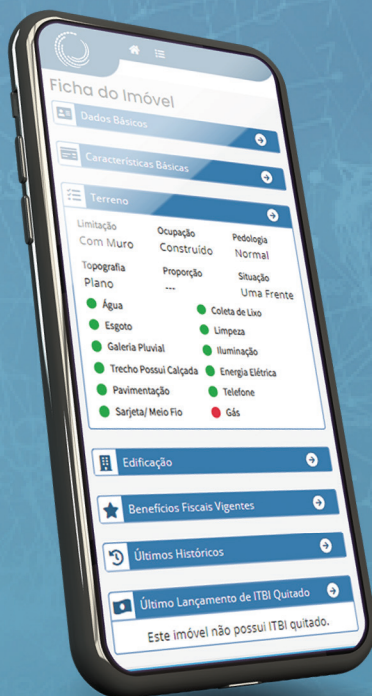 Ficha do Imóvel
Dados Básicos
Características Básicas
Terreno
Limitação Ocupação Pedologia
Com Muro Construído Normal
Topografia Proporção Situação
Plano --- Uma Frente
Água Coleta de Lixo
Esgoto Limpeza
Galeria Pluvial Iluminação
Trecho Possui Calçada Energia Elétrica
Pavimentação Telefone
Sarjeta/ Meio Fio Gás
Edificação
Benefícios Fiscais Vigentes
Últimos Históricos
Último Lançamento de ITBI Quitado
Este imóvel não possui ITBI quitado.